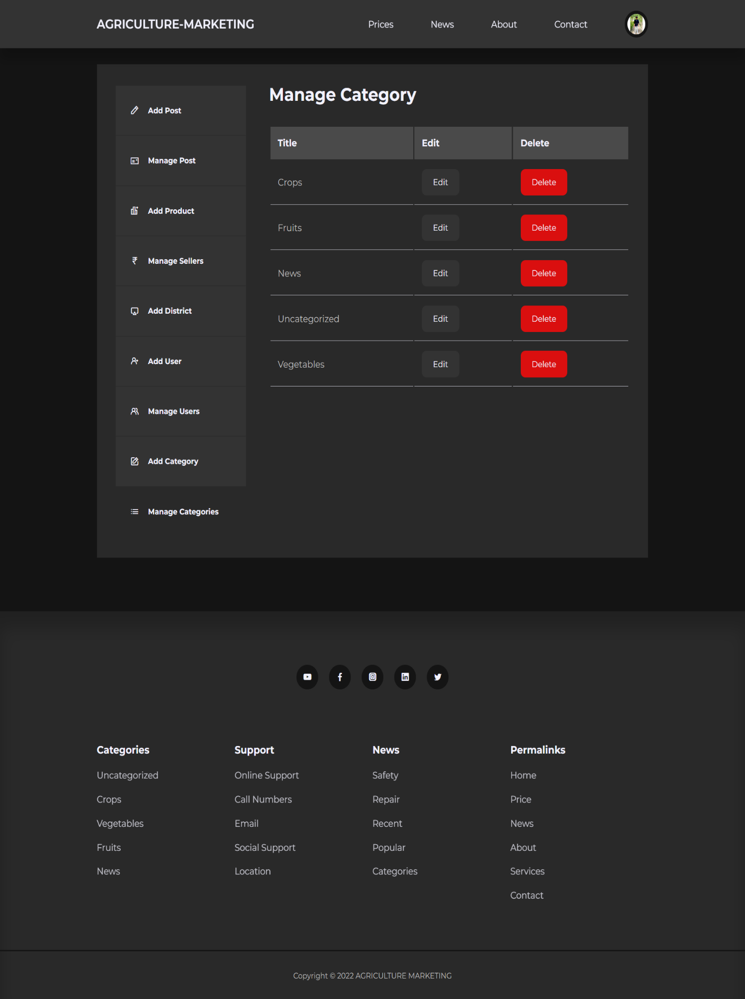 AGRICULTURE-MARKETING
Prices
News
About
Contact
Add Post
Manage Post
Add Product
Manage Sellers
Add District
Add User
Manage Users
Add Category
Manage Categories
Manage Category
Title Edit Delete
Crops Edit Delete
Fruits Edit Delete
News Edit Delete
Uncategorized Edit Delete
Vegetables Edit Delete
Categories
Uncategorized
Crops
Vegetables
Fruits
News
Support
Online Support
Call Numbers
Email
Social Support
Location
News
Safety
Repair
Recent
Popular
Categories
Permalinks
Home
Price
News
About
Services
Contact
Copyright © 2022 AGRICULTURE MARKETING